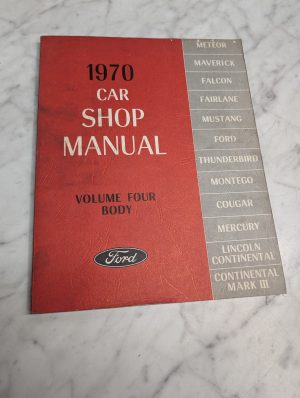 1970
CAR
SHOP
MANUAL
VOLUME FOUR
BODY
Ford
METEOR
MAVERICK
FALCON
FAIRLANE
MUSTANG
FORD
THUNDERBIRD
MONTEGO
COUGAR
MERCURY
LINCOLN
CONTINENTAL
CONTINENTAL
MARK III